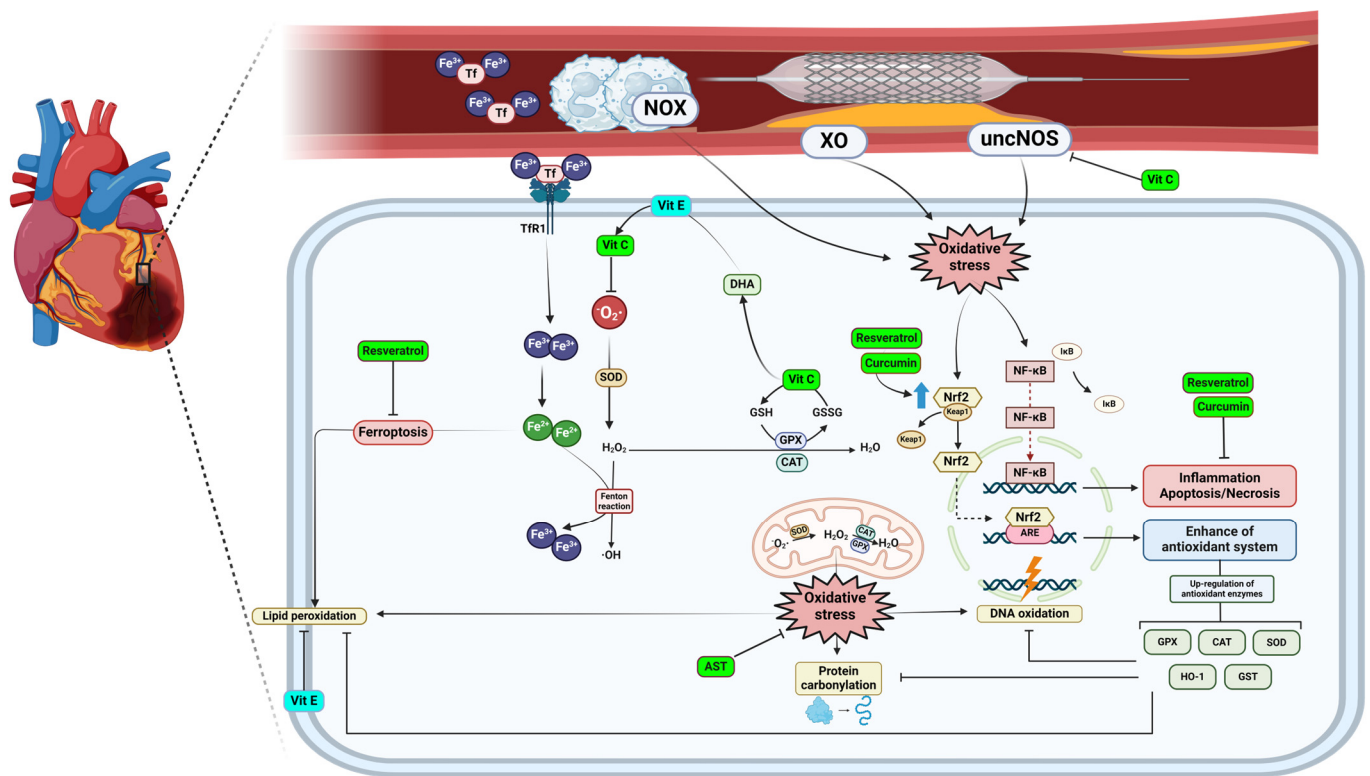 Fe3+
Tf
Fe3+
Fe3+
Tf
Fe3+
NOX
XO
uncNOS
Vit C
Fe3+
Tf
Fe3+
TfR1
Vit E
Vit C
Oxidative
stress
DHA
-O2•
Fe3+
Fe3+
Resveratrol
SOD
Resveratrol
Curcumin
IκB
NF-κB
IκB
Resveratrol
Curcumin
Vit C
Nrf2
Keap1
Keap1
NF-κB
GSH
GSSG
Fe2+
Fe2+
Ferroptosis
GPX
CAT
H2O2
H2O
Nrf2
NF-κB
Inflammation
Apoptosis/Necrosis
Fenton
reaction
Fe3+
Fe3+
·OH
-O2•
SOD
H2O2
CAT
GPX
H2O
Nrf2
ARE
Enhance of
antioxidant system
Up-regulation of
antioxidant enzymes
Oxidative
stress
Lipid peroxidation
DNA oxidation
GPX
CAT
SOD
HO-1
GST
AST
Protein
carbonylation
Vit E